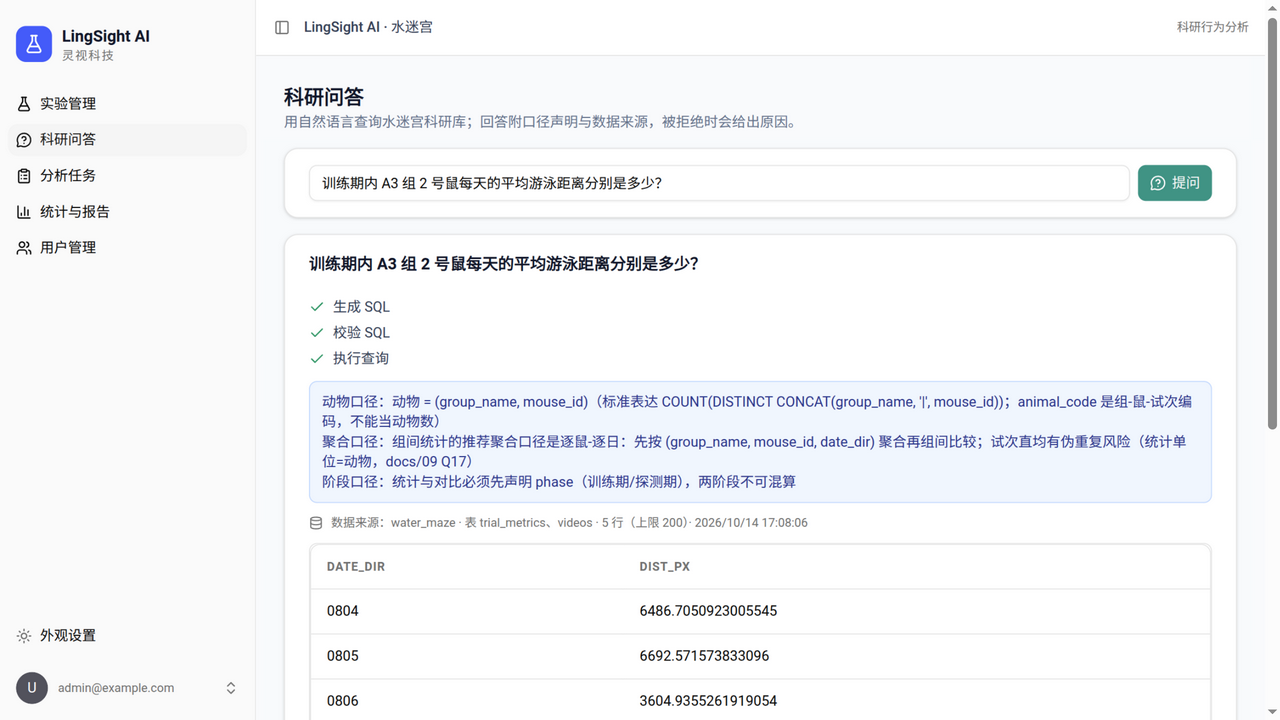 LingSight AI
灵视科技
实验管理
科研问答
分析任务
统计与报告
用户管理
外观设置
U
admin@example.com
LingSight AI · 水迷宫
科研行为分析
科研问答
用自然语言查询水迷宫科研库；回答附口径声明与数据来源，被拒绝时会给出原因。
训练期内 A3 组 2 号鼠每天的平均游泳距离分别是多少？
提问
训练期内 A3 组 2 号鼠每天的平均游泳距离分别是多少？
生成 SQL
校验 SQL
执行查询
动物口径：动物 = (group_name, mouse_id)（标准表达 COUNT(DISTINCT CONCAT(group_name, '|', mouse_id))；animal_code 是组-鼠-试次编
码，不能当动物数）
聚合口径：组间统计的推荐聚合口径是逐鼠-逐日：先按 (group_name, mouse_id, date_dir) 聚合再组间比较；试次直均有伪重复风险（统计单
位=动物，docs/09 Q17）
阶段口径：统计与对比必须先声明 phase（训练期/探测期），两阶段不可混算
数据来源：water_maze · 表 trial_metrics、videos · 5 行（上限 200）· 2026/10/14 17:08:06
DATE_DIR DIST_PX
0804 6486.7050923005545
0805 6692.571573833096
0806 3604.9355261919054